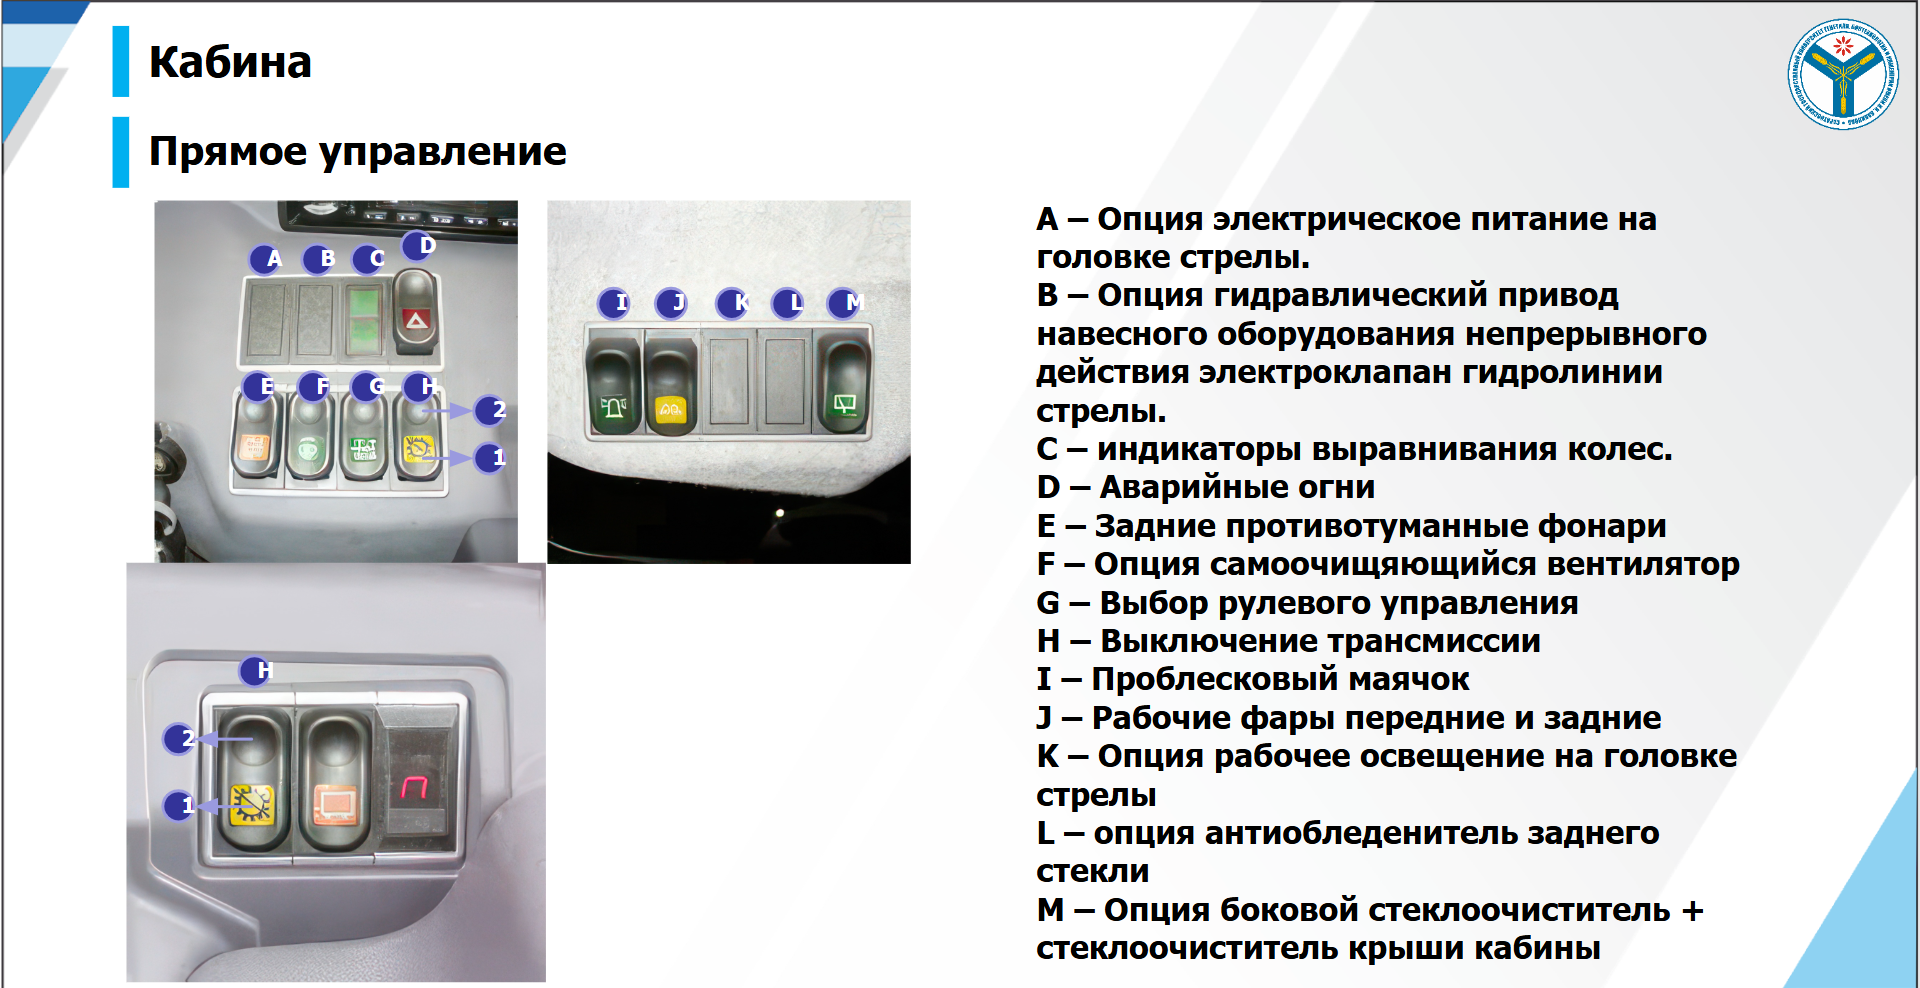 Кабина
Прямое управление
A B C D
E F G H
2
1
I J K L M
H
2
1
A – Опция электрическое питание на
головке стрелы.
B – Опция гидравлический привод
навесного оборудования непрерывного
действия электроклапан гидролинии
стрелы.
C – индикаторы выравнивания колес.
D – Аварийные огни
E – Задние противотуманные фонари
F – Опция самоочищяющийся вентилятор
G – Выбор рулевого управления
H – Выключение трансмиссии
I – Проблесковый маячок
J – Рабочие фары передние и задние
K – Опция рабочее освещение на головке
стрелы
L – опция антиобледенитель заднего
стекли
M – Опция боковой стеклоочиститель +
стеклоочиститель крыши кабины